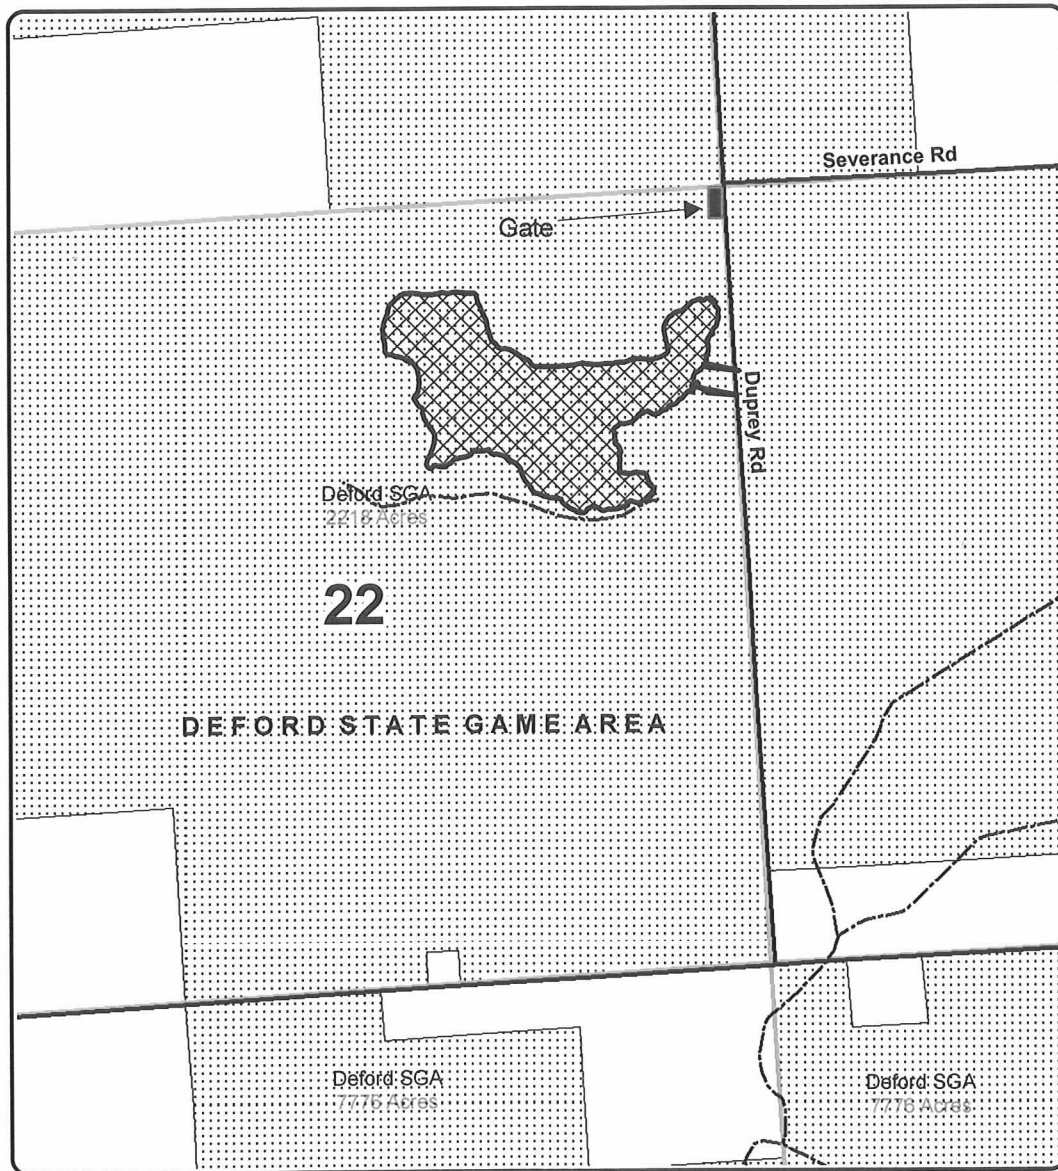 Severance Rd
Gate
Duprey Rd
Deford SGA
2218 Acres
22
DEFORD STATE GAME AREA
Deford SGA
7776 Acres
Deford SGA
7776 Acres